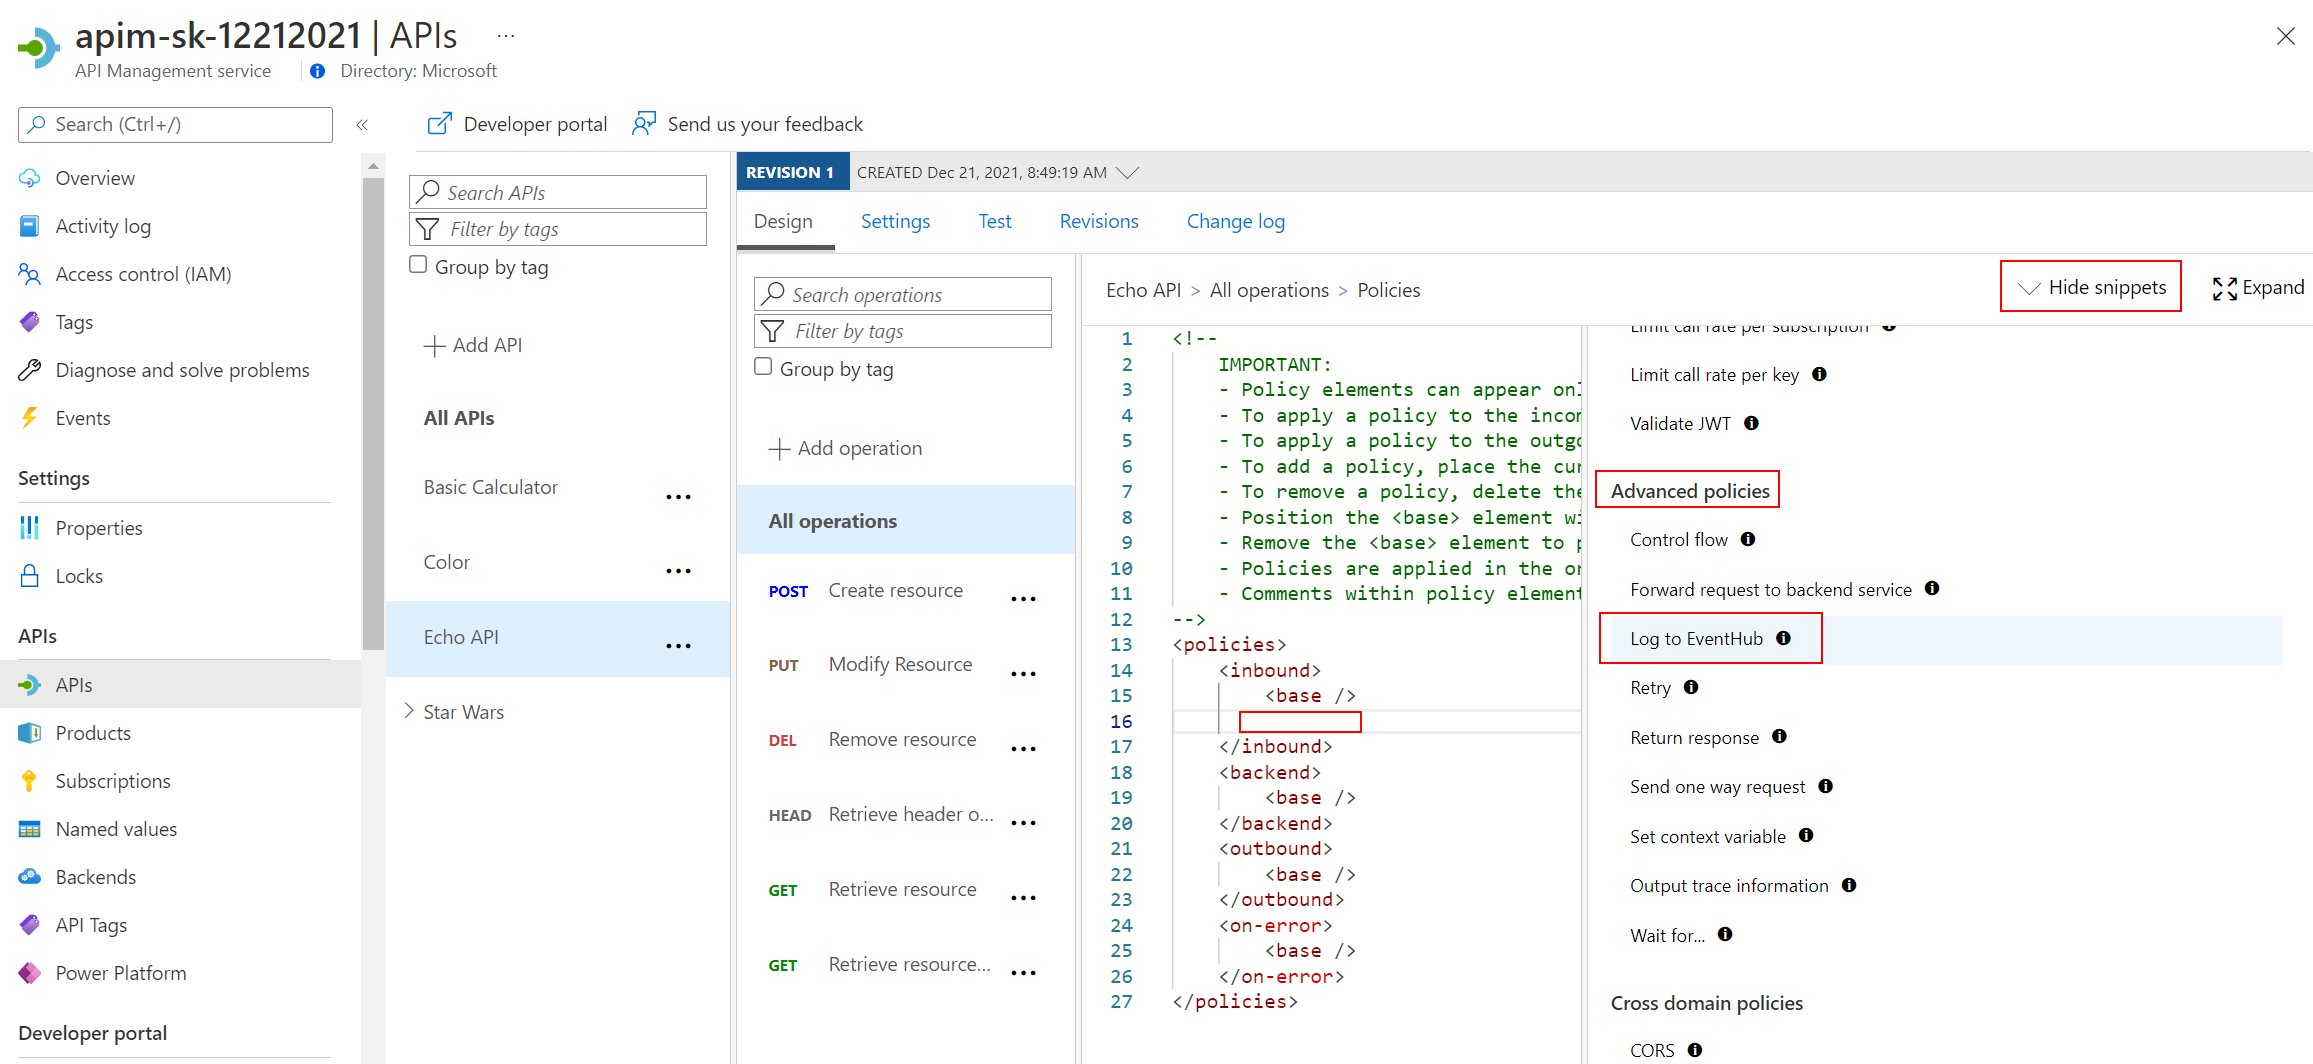 apim-sk-12212021 | APIs ...
API Management service
Directory: Microsoft
Search (Ctrl+/)
Overview
Activity log
Access control (IAM)
Tags
Diagnose and solve problems
Events
Settings
Properties
Locks
APIs
APIs
Products
Subscriptions
Named values
Backends
API Tags
Power Platform
Developer portal
Developer portal
Send us your feedback
Search APIs
Filter by tags
Group by tag
Add API
All APIs
Basic Calculator ...
Color ...
Echo API ...
Star Wars
REVISION 1 CREATED Dec 21, 2021, 8:49:19 AM
Design Settings Test Revisions Change log
Search operations
Filter by tags
Group by tag
Add operation
All operations
POST Create resource ...
PUT Modify Resource ...
DEL Remove resource ...
HEAD Retrieve header o... ...
GET Retrieve resource ...
GET Retrieve resource... ...
Echo API > All operations > Policies
Hide snippets
Expand
1 <!--
2 IMPORTANT:
3 - Policy elements can appear onl
4 - To apply a policy to the incom
5 - To apply a policy to the outgo
6 - To add a policy, place the cur
7 - To remove a policy, delete the
8 - Position the <base> element wi
9 - Remove the <base> element to p
10 - Policies are applied in the or
11 - Comments within policy element
12 -->
13 <policies>
14 <inbound>
15 <base />
16
17 </inbound>
18 <backend>
19 <base />
20 </backend>
21 <outbound>
22 <base />
23 </outbound>
24 <on-error>
25 <base />
26 </on-error>
27 </policies>
Limit call rate per subscription
Limit call rate per key
Validate JWT
Advanced policies
Control flow
Forward request to backend service
Log to EventHub
Retry
Return response
Send one way request
Set context variable
Output trace information
Wait for...
Cross domain policies
CORS